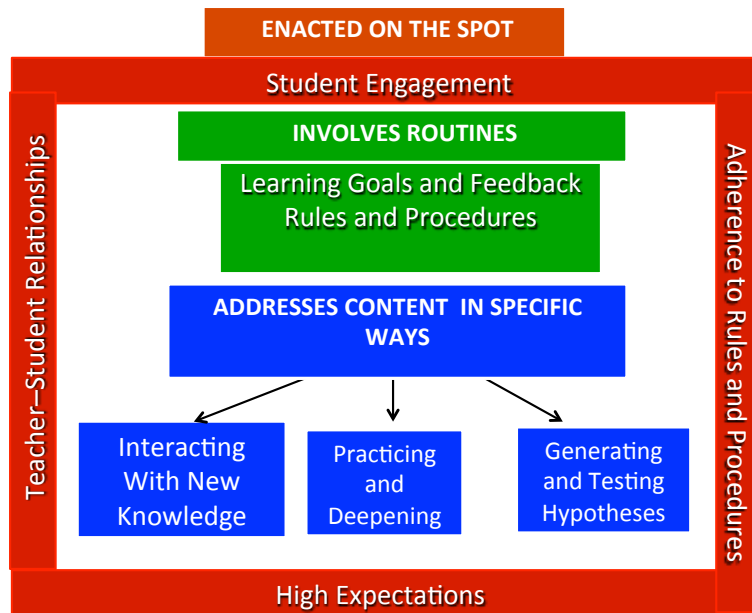 ENACTED ON THE SPOT
Student Engagement
Teacher–Student Relationships
INVOLVES ROUTINES
Learning Goals and Feedback
Rules and Procedures
ADDRESSES CONTENT IN SPECIFIC
WAYS
Interacting
With New
Knowledge
Practicing
and
Deepening
Generating
and Testing
Hypotheses
Adherence to Rules and Procedures
High Expectations